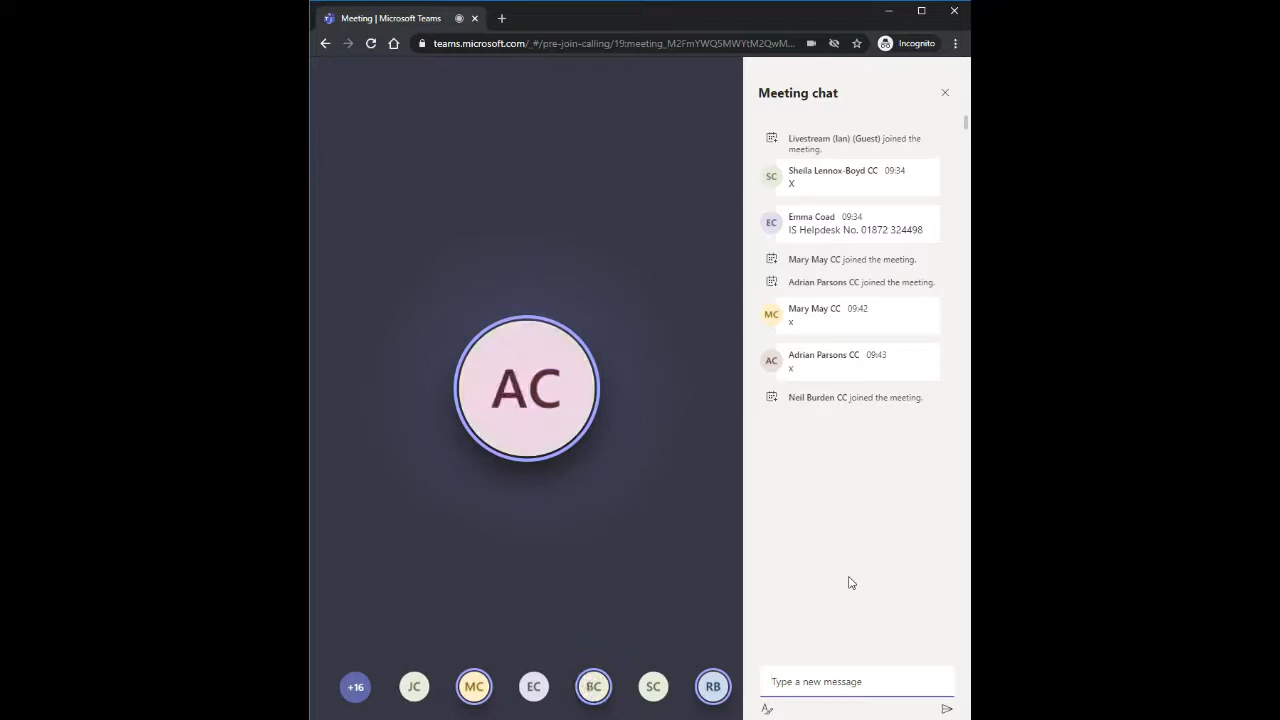 Meeting | Microsoft Teams
teams.microsoft.com/_#/pre-join-calling/19:meeting_M2FmYWQ5MWYtM2QwM...
Incognito
Meeting chat
Livestream (Ian) (Guest) joined the
meeting.
SC
Sheila Lennox-Boyd CC 09:34
X
EC
Emma Coad 09:34
IS Helpdesk No. 01872 324498
Mary May CC joined the meeting.
Adrian Parsons CC joined the meeting.
MC
Mary May CC 09:42
x
AC
Adrian Parsons CC 09:43
x
Neil Burden CC joined the meeting.
AC
Type a new message
+16 JC MC EC BC SC RB